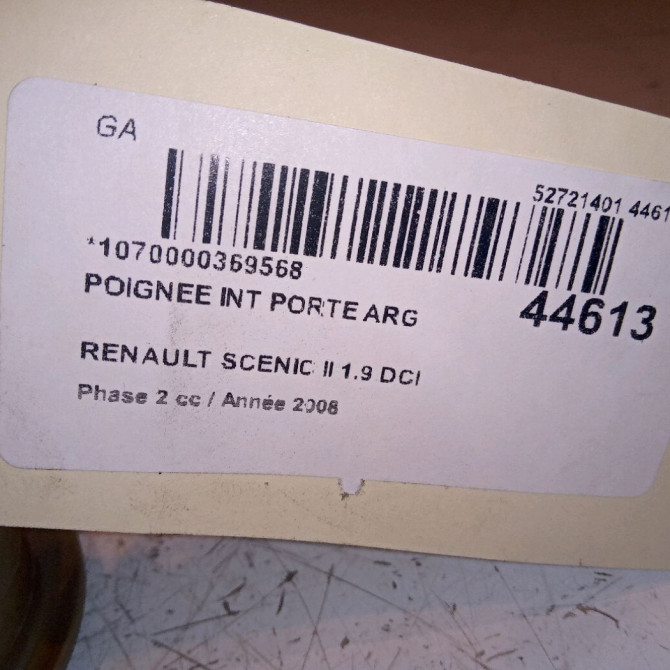 GA
52721401 4461
*1070000369568
44613
POIGNEE INT PORTE ARG
RENAULT SCENIC II 1.9 DCI
Phase 2 cc / Année 2008